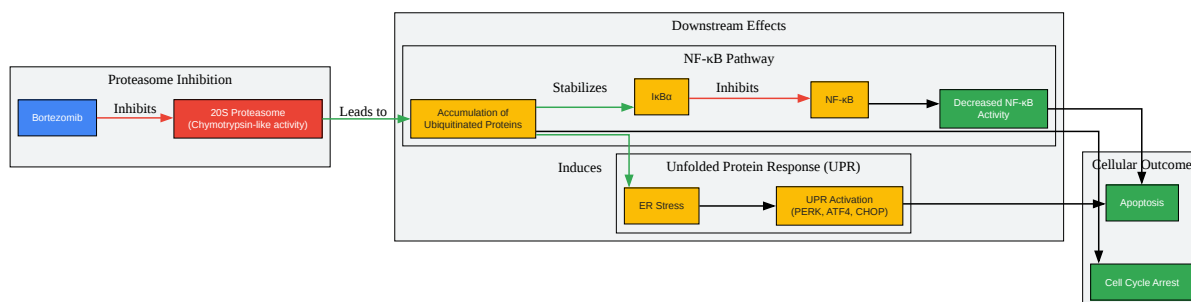 Downstream Effects
NF-κB Pathway
Proteasome Inhibition
Stabilizes
IκBα
Inhibits
NF-κB
Decreased NF-κB
Activity
Bortezomib
Inhibits
20S Proteasome
(Chymotrypsin-like activity)
Leads to
Accumulation of
Ubiquitinated Proteins
Induces
Unfolded Protein Response (UPR)
ER Stress
UPR Activation
(PERK, ATF4, CHOP)
Cellular Outcome
Apoptosis
Cell Cycle Arrest